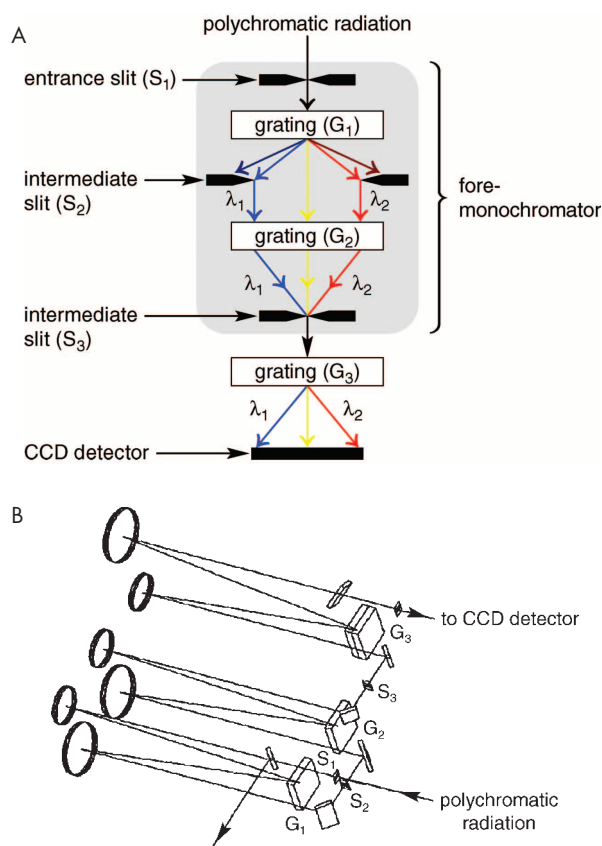 A
polychromatic radiation
entrance slit (S1)
grating (G1)
intermediate
slit (S2)
λ1
λ2
fore-
monochromator
grating (G2)
λ1
λ2
intermediate
slit (S3)
grating (G3)
λ1
λ2
CCD detector
B
to CCD detector
G3
S3
G2
S1
S2
G1
polychromatic
radiation